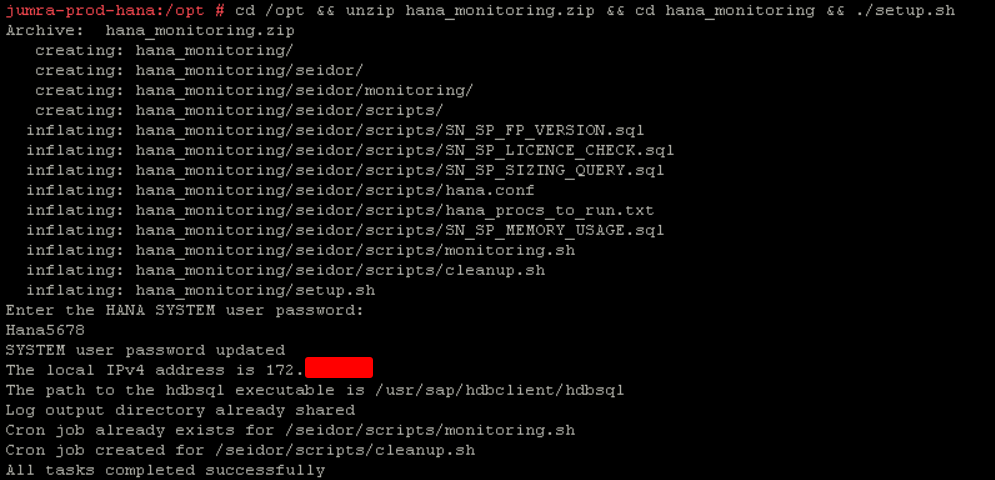 jumra-prod-hana:/opt # cd /opt && unzip hana_monitoring.zip && cd hana_monitoring && ./setup.sh
Archive:  hana_monitoring.zip
   creating: hana_monitoring/
   creating: hana_monitoring/seidor/
   creating: hana_monitoring/seidor/monitoring/
   creating: hana_monitoring/seidor/scripts/
  inflating: hana_monitoring/seidor/scripts/SN_SP_FP_VERSION.sql
  inflating: hana_monitoring/seidor/scripts/SN_SP_LICENCE_CHECK.sql
  inflating: hana_monitoring/seidor/scripts/SN_SP_SIZING_QUERY.sql
  inflating: hana_monitoring/seidor/scripts/hana.conf
  inflating: hana_monitoring/seidor/scripts/hana_procs_to_run.txt
  inflating: hana_monitoring/seidor/scripts/SN_SP_MEMORY_USAGE.sql
  inflating: hana_monitoring/seidor/scripts/monitoring.sh
  inflating: hana_monitoring/seidor/scripts/cleanup.sh
  inflating: hana_monitoring/setup.sh
Enter the HANA SYSTEM user password:
Hana5678
SYSTEM user password updated
The local IPv4 address is 172.
The path to the hdbsql executable is /usr/sap/hdbclient/hdbsql
Log output directory already shared
Cron job already exists for /seidor/scripts/monitoring.sh
Cron job created for /seidor/scripts/cleanup.sh
All tasks completed successfully